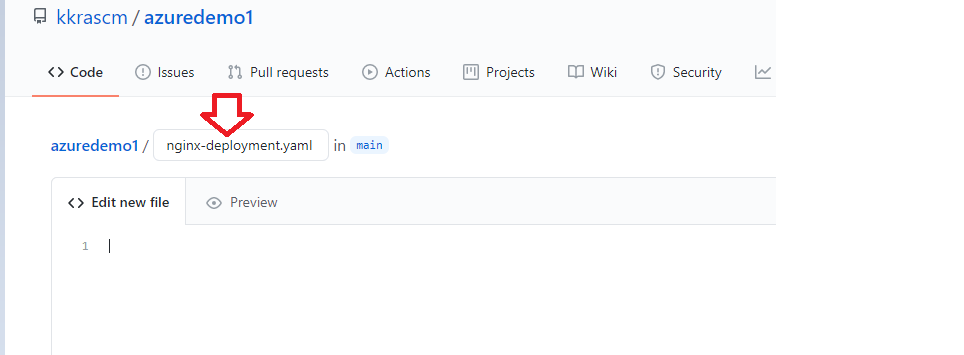 kkrascm / azuredemo1
Code Issues Pull requests Actions Projects Wiki Security
azuredemo1 / nginx-deployment.yaml in main
Edit new file Preview
1